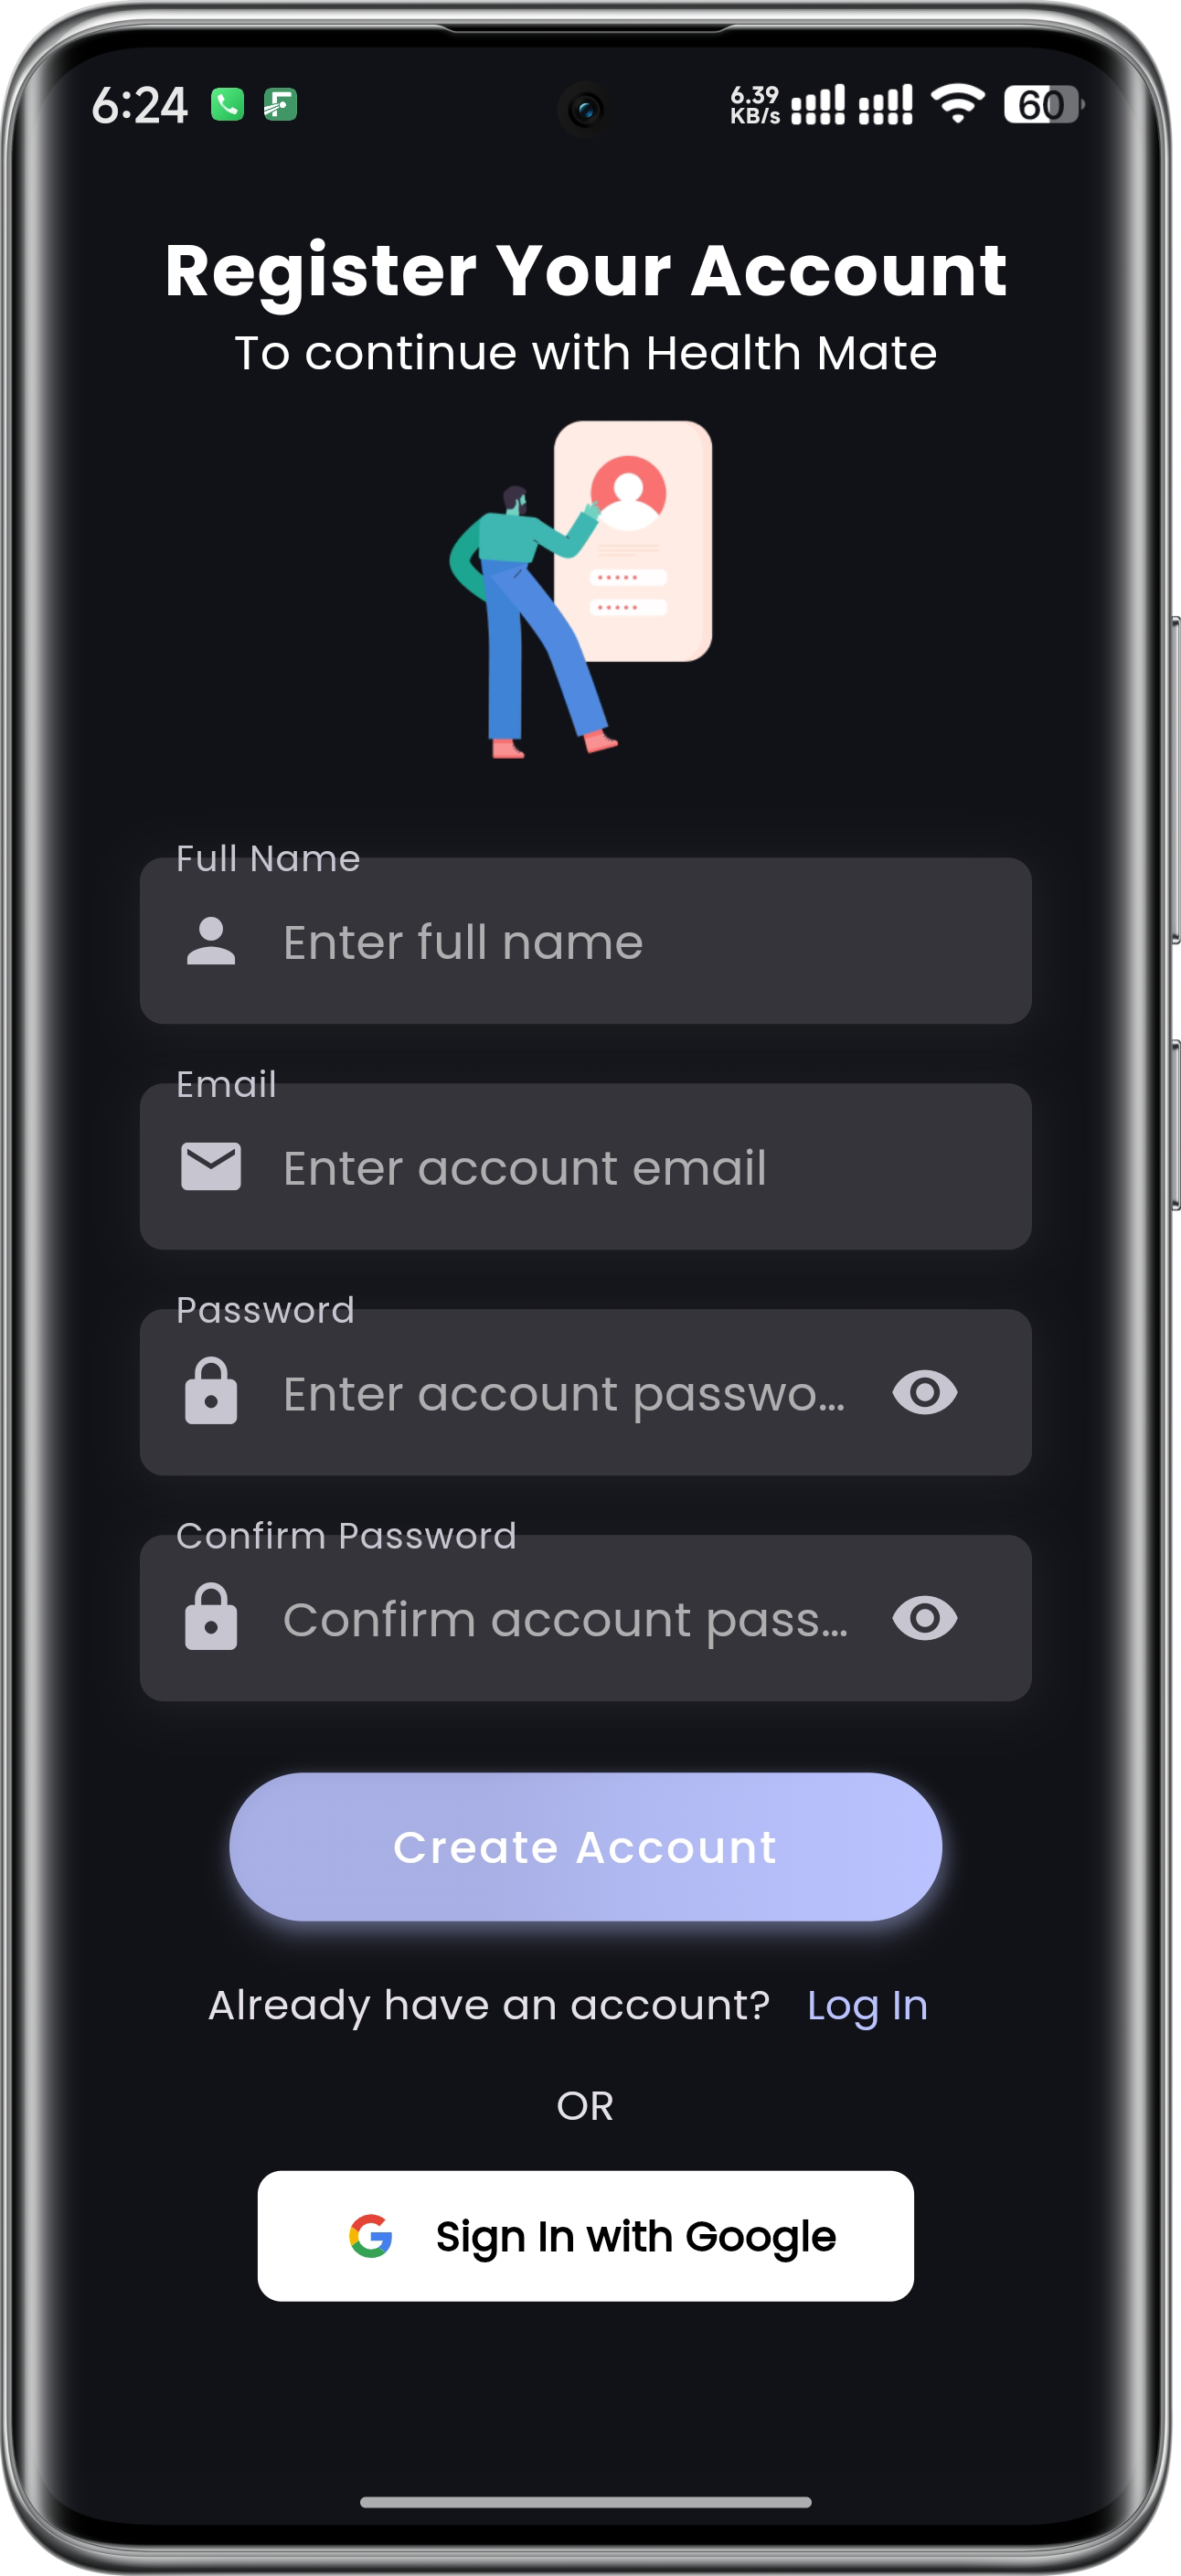 6:24
6.39
KB/s
60
Register Your Account
To continue with Health Mate
Full Name
Enter full name
Email
Enter account email
Password
Enter account passwo...
Confirm Password
Confirm account pass...
Create Account
Already have an account? Log In
OR
Sign In with Google